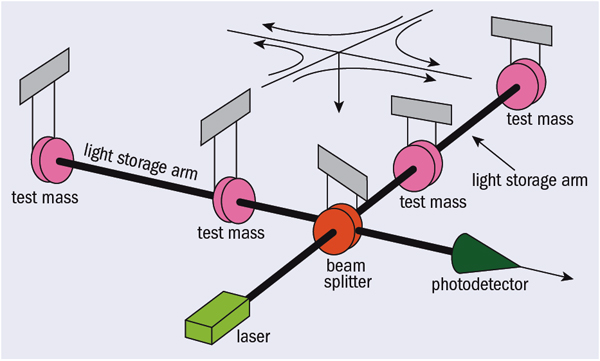 test mass
light storage arm
light storage arm
test mass
test mass
test mass
beam
splitter
photodetector
laser